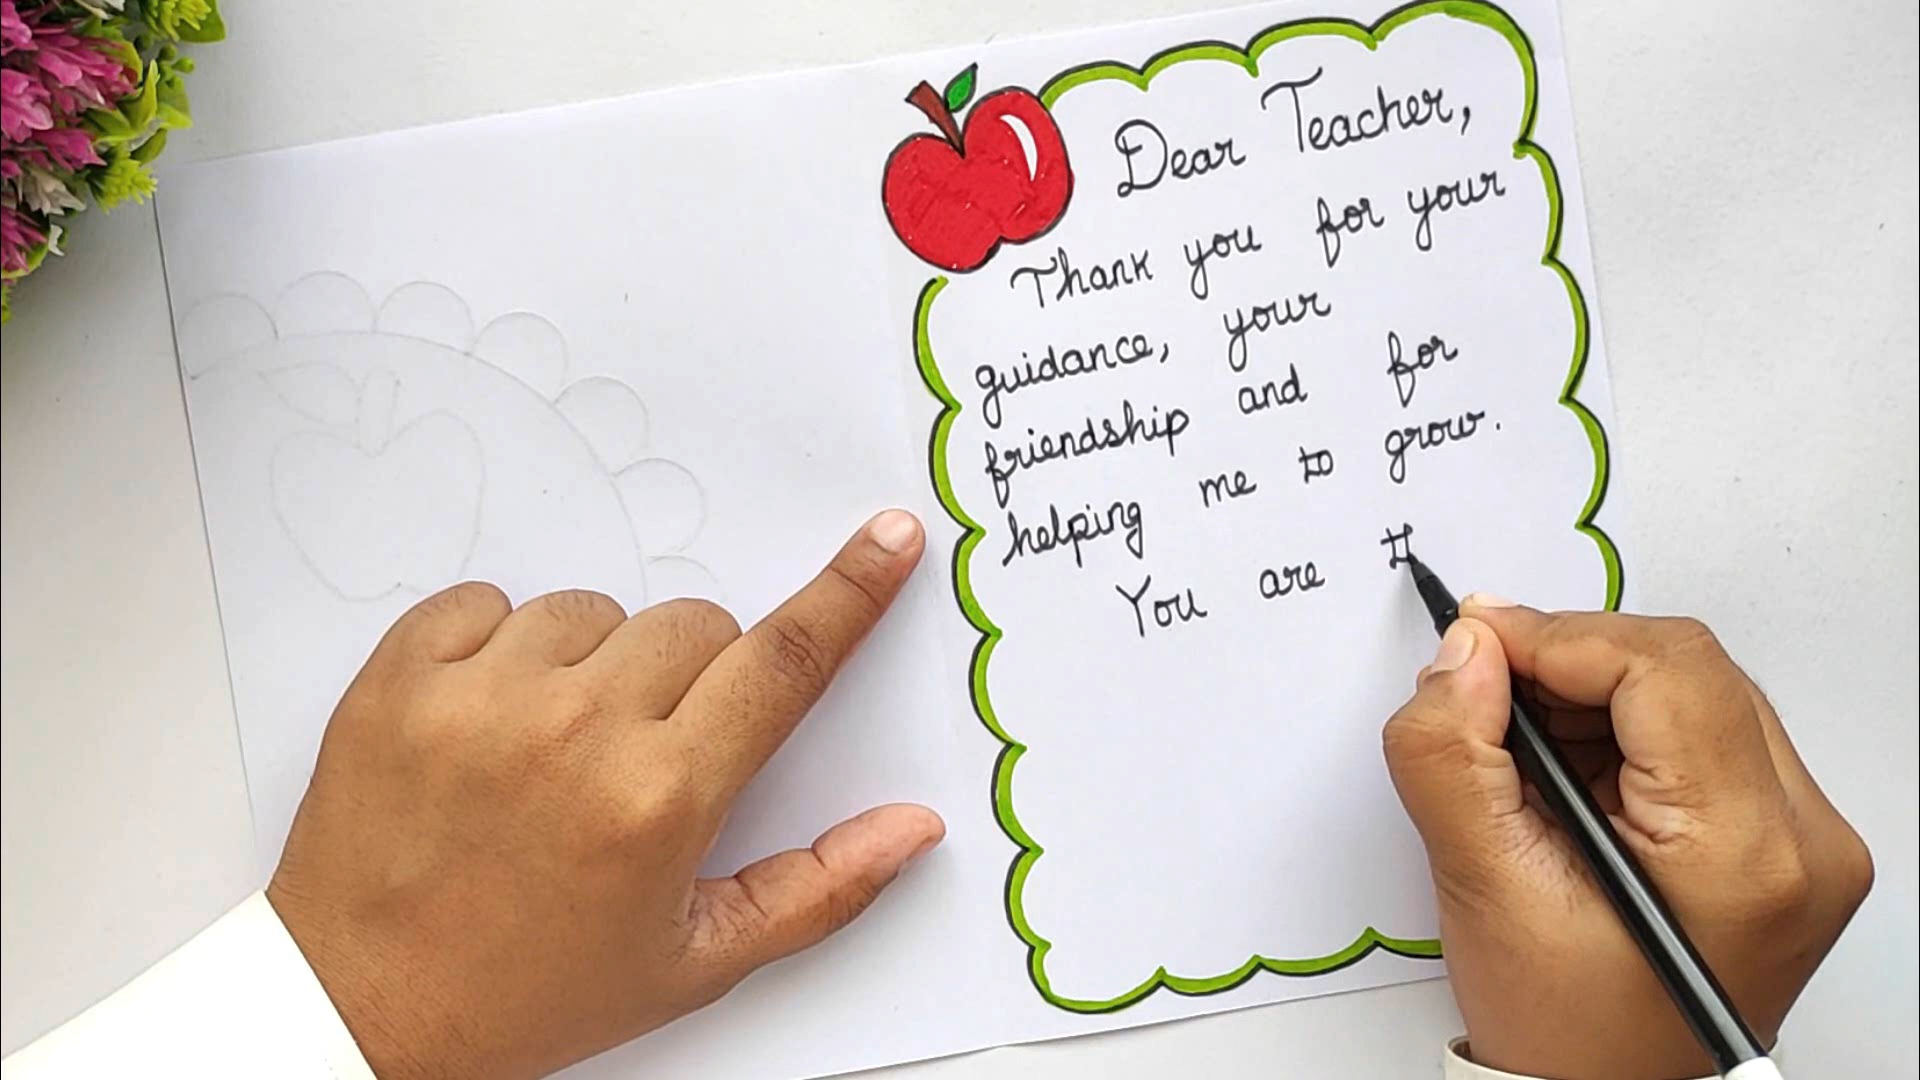 Dear Teacher,
Thank you for your
guidance, your
friendship and for
helping me to grow.
You are